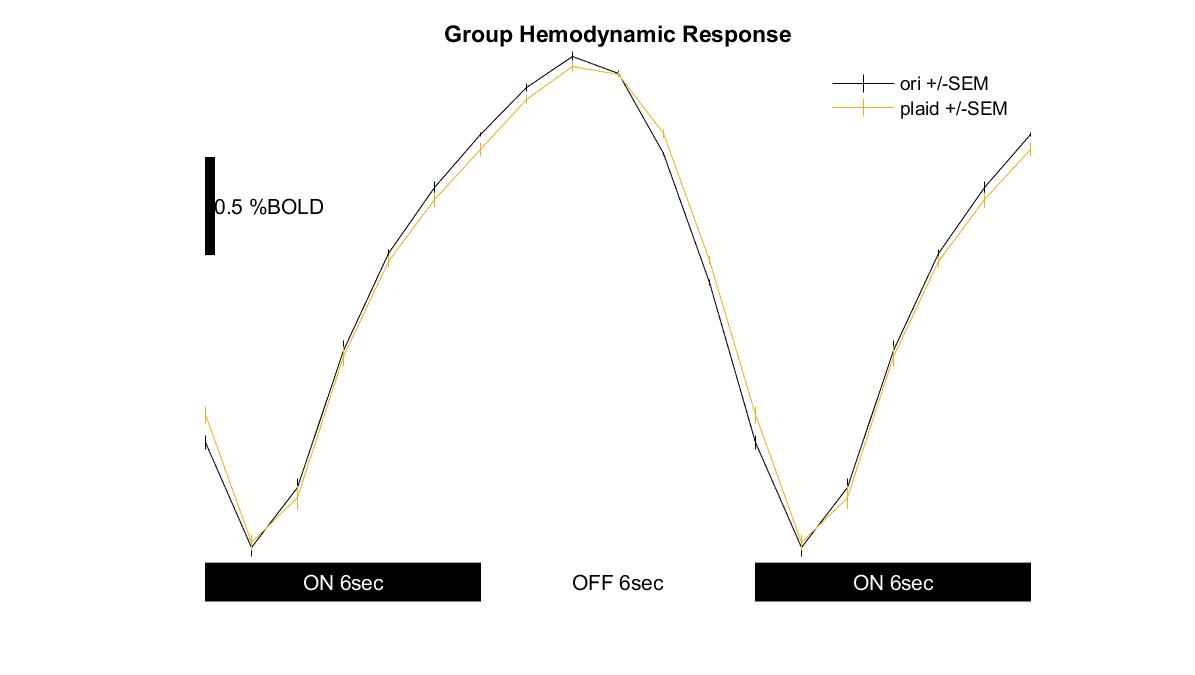 Group Hemodynamic Response
ori +/-SEM
plaid +/-SEM
0.5 %BOLD
ON 6sec
OFF 6sec
ON 6sec